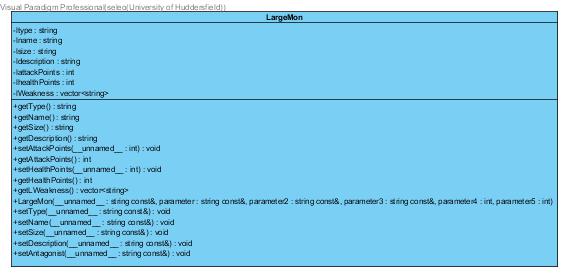 Visual Paradigm Professional(seleo(University of Huddersfield))
LargeMon
-ltype : string
-lname : string
-lsize : string
-ldescription : string
-lattackPoints : int
-lhealthPoints : int
-lWeakness : vector<string>
+getType() : string
+getName() : string
+getSize() : string
+getDescription() : string
+setAttackPoints(__unnamed__ : int) : void
+getAttackPoints() : int
+setHealthPoints(__unnamed__ : int) : void
+getHealthPoints() : int
+getLWeakness() : vector<string>
+LargeMon(__unnamed__ : string const&, parameter : string const&, parameter2 : string const&, parameter3 : string const&, parameter4 : int, parameter5 : int)
+setType(__unnamed__ : string const&) : void
+setName(__unnamed__ : string const&) : void
+setSize(__unnamed__ : string const&) : void
+setDescription(__unnamed__ : string const&) : void
+setAntagonist(__unnamed__ : string const&) : void